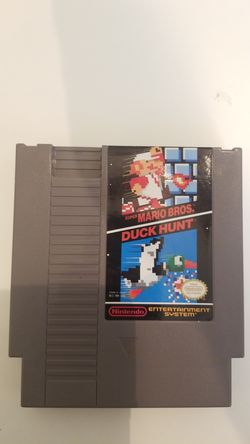 SUPER
MARIO BROS.
DUCK HUNT
Nintendo
ENTERTAINMENT
SYSTEM